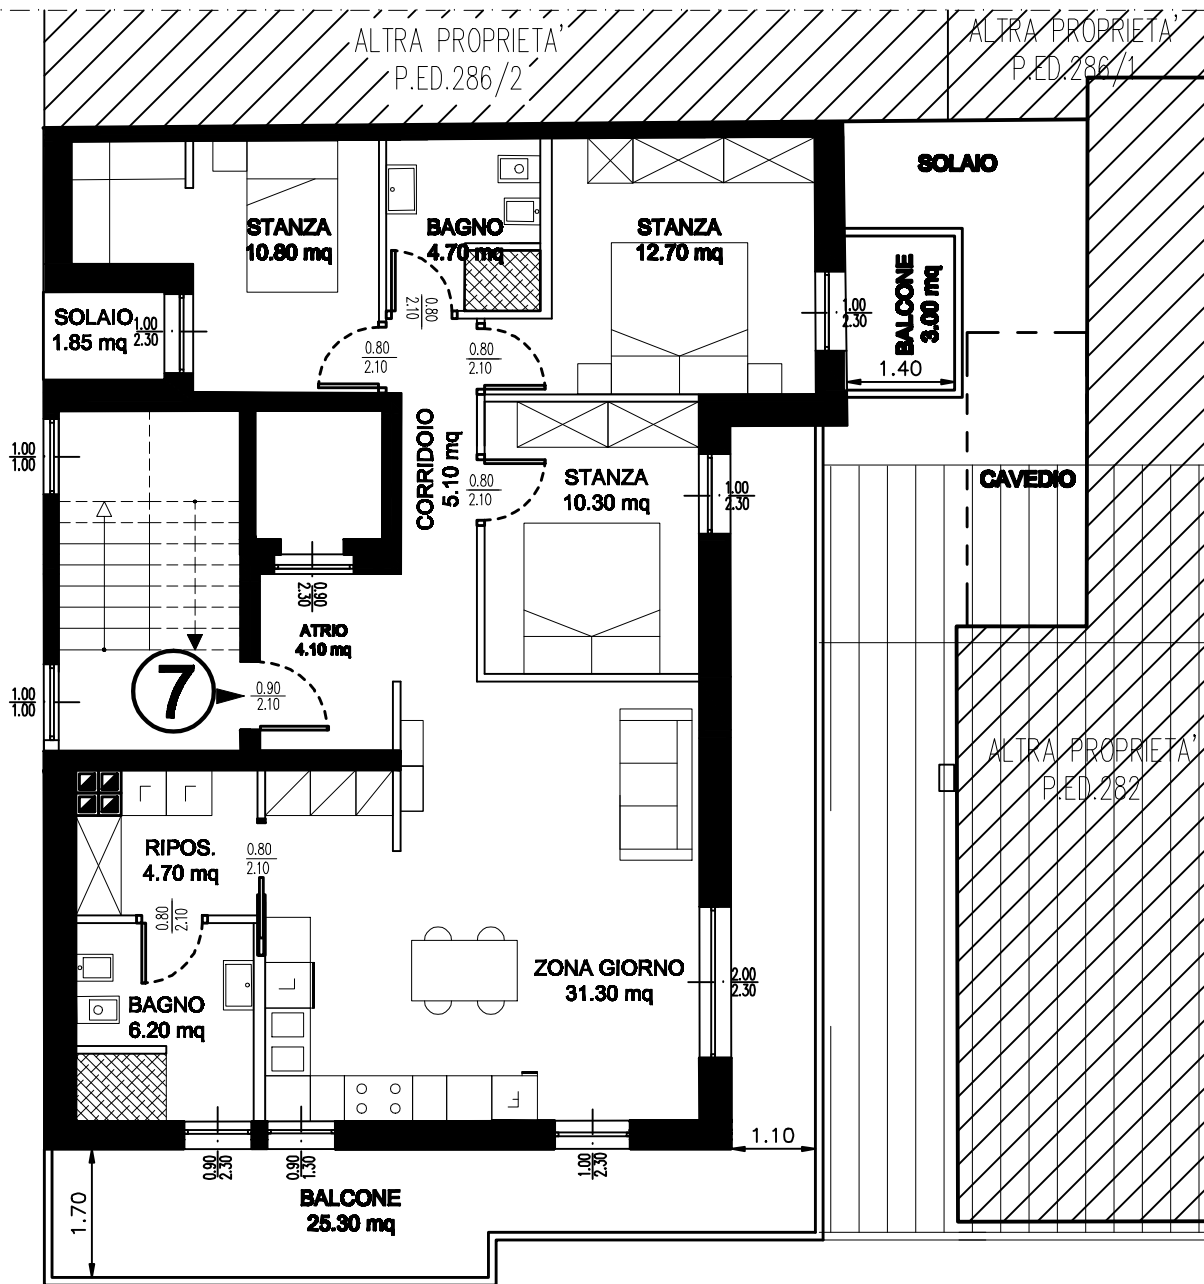 ALTRA PROPRIETA'
P.ED.286/2
ALTRA PROPRIETA'
P.ED.286/1
SOLAIO
STANZA
10.80 mq
BAGNO
4.70 mq
STANZA
12.70 mq
BALCONE
3.00 mq
1.00
2.30
1.40
SOLAIO
1.85 mq
1.00
2.30
0.80
2.10
0.80
2.10
0.80
2.10
CORRIDOIO
5.10 mq
1.00
1.00
0.80
2.10
STANZA
10.30 mq
1.00
2.30
CAVEDIO
0.90
2.30
ATRIO
4.10 mq
7
0.90
2.10
1.00
1.00
ALTRA PROPRIETA'
P.ED.282
RIPOS.
4.70 mq
0.80
2.10
0.80
2.10
ZONA GIORNO
31.30 mq
2.00
2.30
BAGNO
6.20 mq
0.90
2.30
0.90
1.30
1.00
2.30
1.10
1.70
BALCONE
25.30 mq